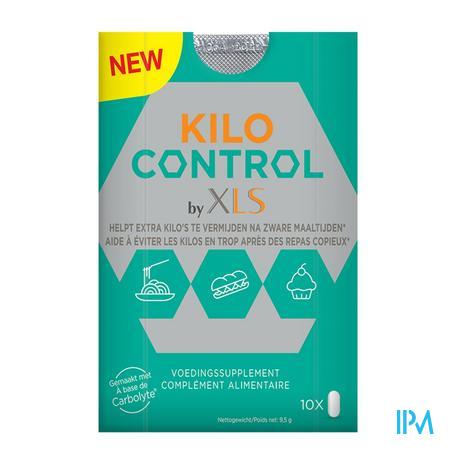 NEW
KILO
CONTROL
by XLS
HELPT EXTRA KILO'S TE VERMIJDEN NA ZWARE MAALTIJDEN*
AIDE À ÉVITER LES KILOS EN TROP APRÈS DES REPAS COPIEUX*
Gemaakt met
À base de
Carbolyte®
VOEDINGSSUPPLEMENT
COMPLÉMENT ALIMENTAIRE
10X
Nettogewicht/Poids net: 9,5 g
IPM